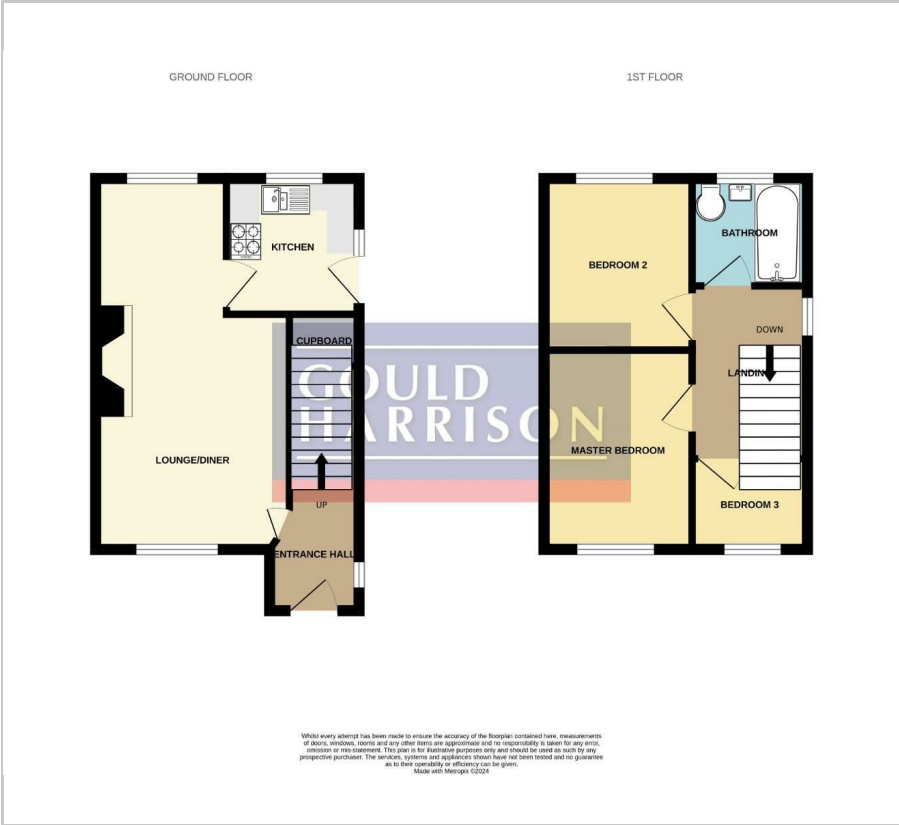 GROUND FLOOR
1ST FLOOR
KITCHEN
CUPBOARD
LOUNGE/DINER
UP
ENTRANCE HALL
BATHROOM
BEDROOM 2
DOWN
LANDING
MASTER BEDROOM
BEDROOM 3
GOULD
HARRISON
Whilst every attempt has been made to ensure the accuracy of the floorplan contained here, measurements
of doors, windows, rooms and any other items are approximate and no responsibility is taken for any error,
omission or mis-statement. This plan is for illustrative purposes only and should be used as such by any
prospective purchaser. The services, systems and appliances shown have not been tested and no guarantee
as to their operability or efficiency can be given.
Made with Metropix ©2024